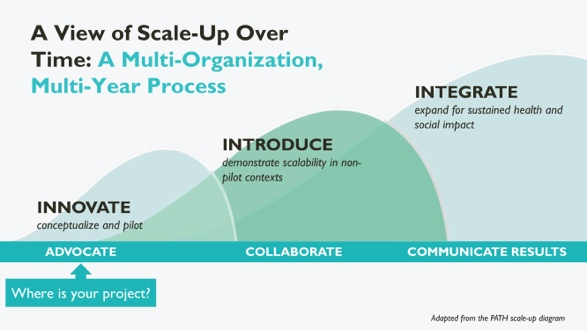 A View of Scale-Up Over
Time: A Multi-Organization,
Multi-Year Process
INTEGRATE
expand for sustained health and
social impact
INTRODUCE
demonstrate scalability in non-
pilot contexts
INNOVATE
conceptualize and pilot
ADVOCATE
COLLABORATE
COMMUNICATE RESULTS
Where is your project?
Adapted from the PATH scale-up diagram